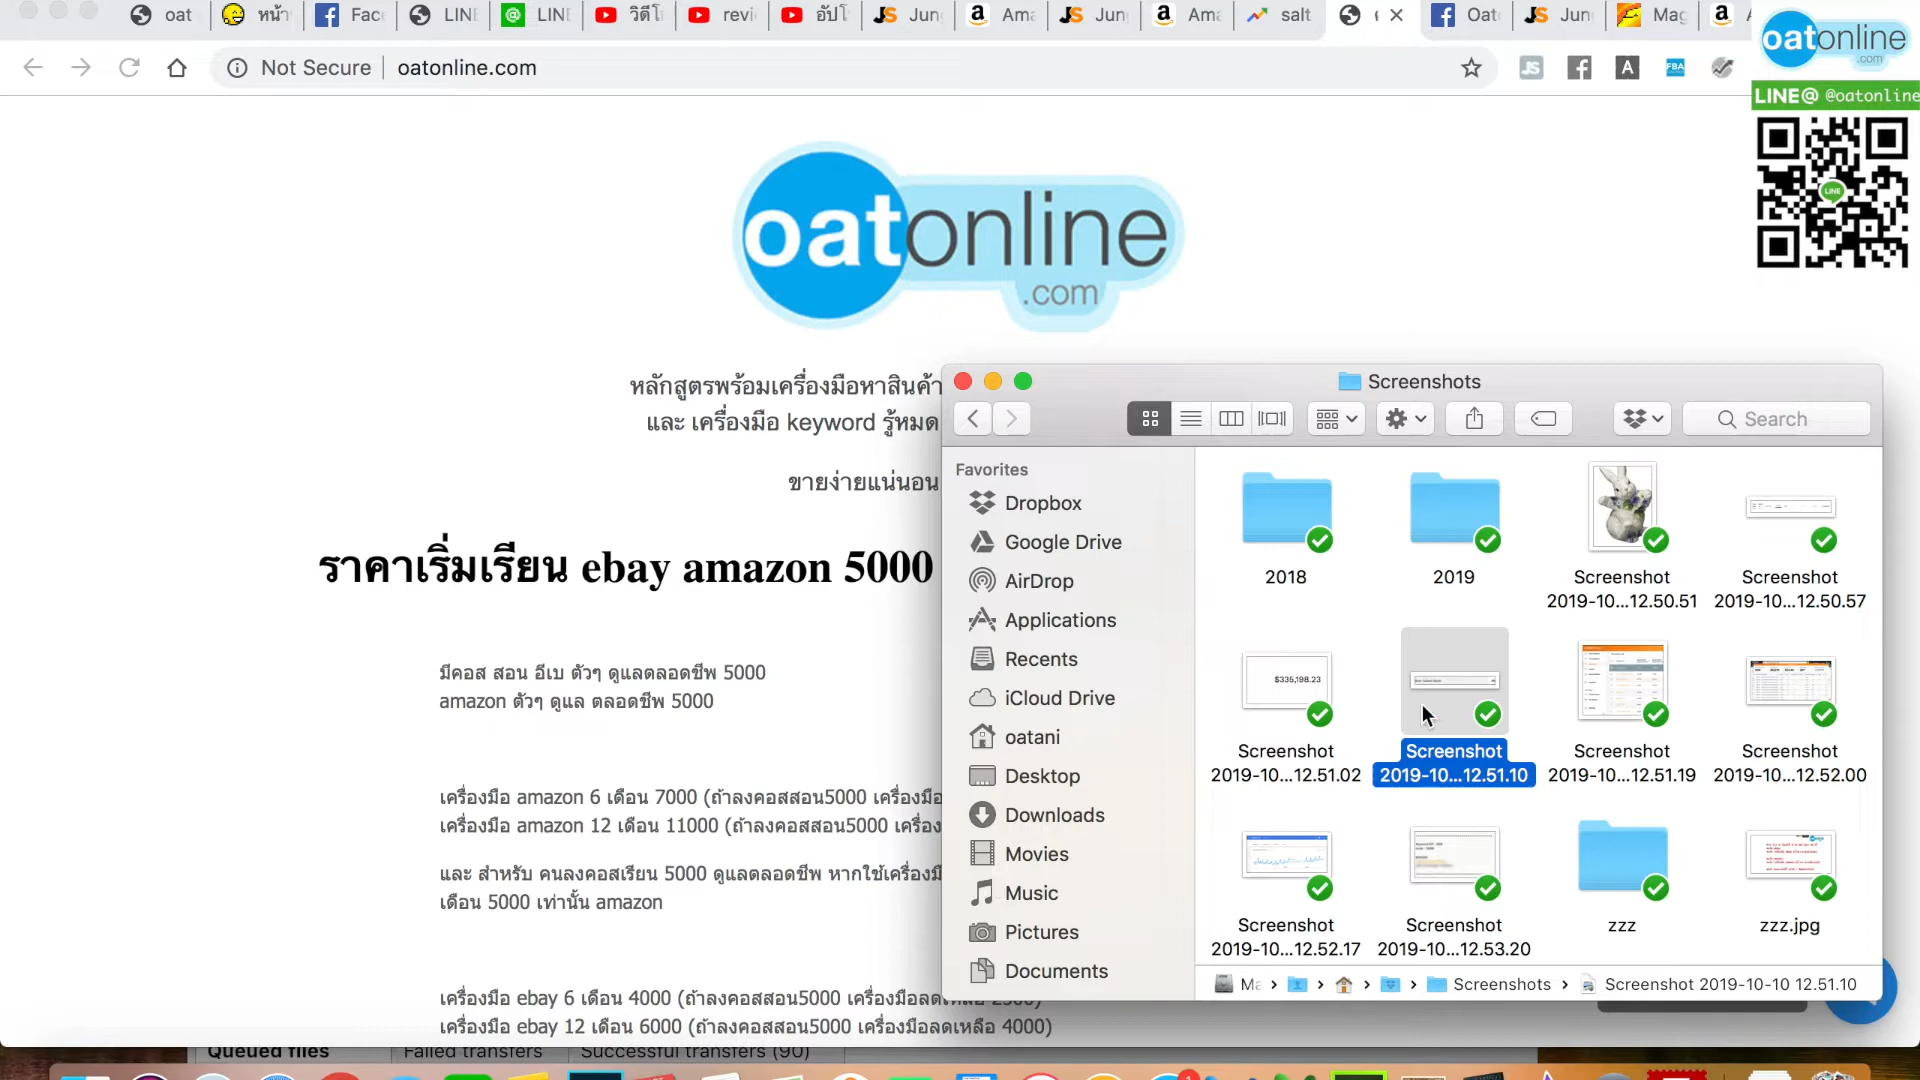 oat
หน้า
Fac
LINE
LINE
วิดีโ
revi
อัปโ
Jun
Ama
Jun
Ama
salt
Oat
Jun
Mag
Not Secure
oatonline.com
oatonline
.com
LINE@ @oatonline
LINE
oatonline
.com
หลักสูตรพร้อมเครื่องมือหาสินค้า
และ เครื่องมือ keyword รู้หมด
ขายง่ายแน่นอน
ราคาเริ่มเรียน ebay amazon 5000
มีคอส สอน อีเบ ตัวๆ ดูแลตลอดชีพ 5000
amazon ตัวๆ ดูแล ตลอดชีพ 5000
เครื่องมือ amazon 6 เดือน 7000 (ถ้าลงคอสสอน5000 เครื่องมือ
เครื่องมือ amazon 12 เดือน 11000 (ถ้าลงคอสสอน5000 เครื่อง
และ สำหรับ คนลงคอสเรียน 5000 ดูแลตลอดชีพ หากใช้เครื่องมื
เดือน 5000 เท่านั้น amazon
เครื่องมือ ebay 6 เดือน 4000 (ถ้าลงคอสสอน5000 เครื่องมือลดเหลือ 2500)
เครื่องมือ ebay 12 เดือน 6000 (ถ้าลงคอสสอน5000 เครื่องมือลดเหลือ 4000)
Screenshots
Search
Favorites
Dropbox
Google Drive
AirDrop
Applications
Recents
iCloud Drive
oatani
Desktop
Downloads
Movies
Music
Pictures
Documents
2018
2019
Screenshot
2019-10...12.50.51
Screenshot
2019-10...12.50.57
$335,198.23
Screenshot
2019-10...12.51.02
Screenshot
2019-10...12.51.10
Screenshot
2019-10...12.51.19
Screenshot
2019-10...12.52.00
Screenshot
2019-10...12.52.17
Screenshot
2019-10...12.53.20
zzz
zzz.jpg
Screenshots
Screenshot 2019-10-10 12.51.10
Queued files
Failed transfers
Successful transfers (90)